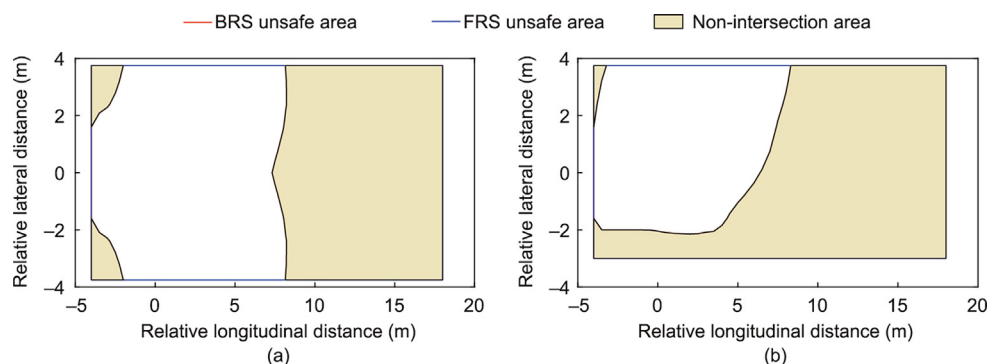 BRS unsafe area FRS unsafe area Non-intersection area
4
2
0
–2
–4
Relative lateral distance (m)
–5 0 5 10 15 20
Relative longitudinal distance (m)
(a)
4
2
0
–2
–4
Relative lateral distance (m)
–5 0 5 10 15 20
Relative longitudinal distance (m)
(b)